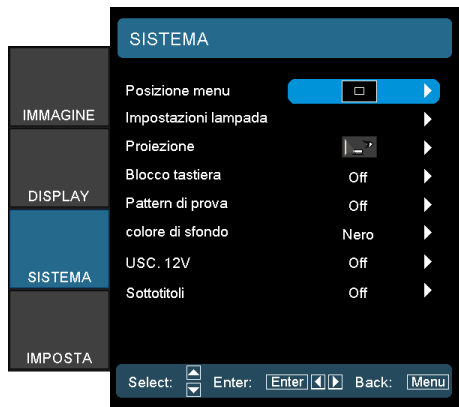 SISTEMA
IMMAGINE
DISPLAY
SISTEMA
IMPOSTA
Posizione menu
Impostazioni lampada
Proiezione
Blocco tastiera Off
Pattern di prova Off
colore di sfondo Nero
USC. 12V Off
Sottotitoli Off
Select: Enter: Enter Back: Menu